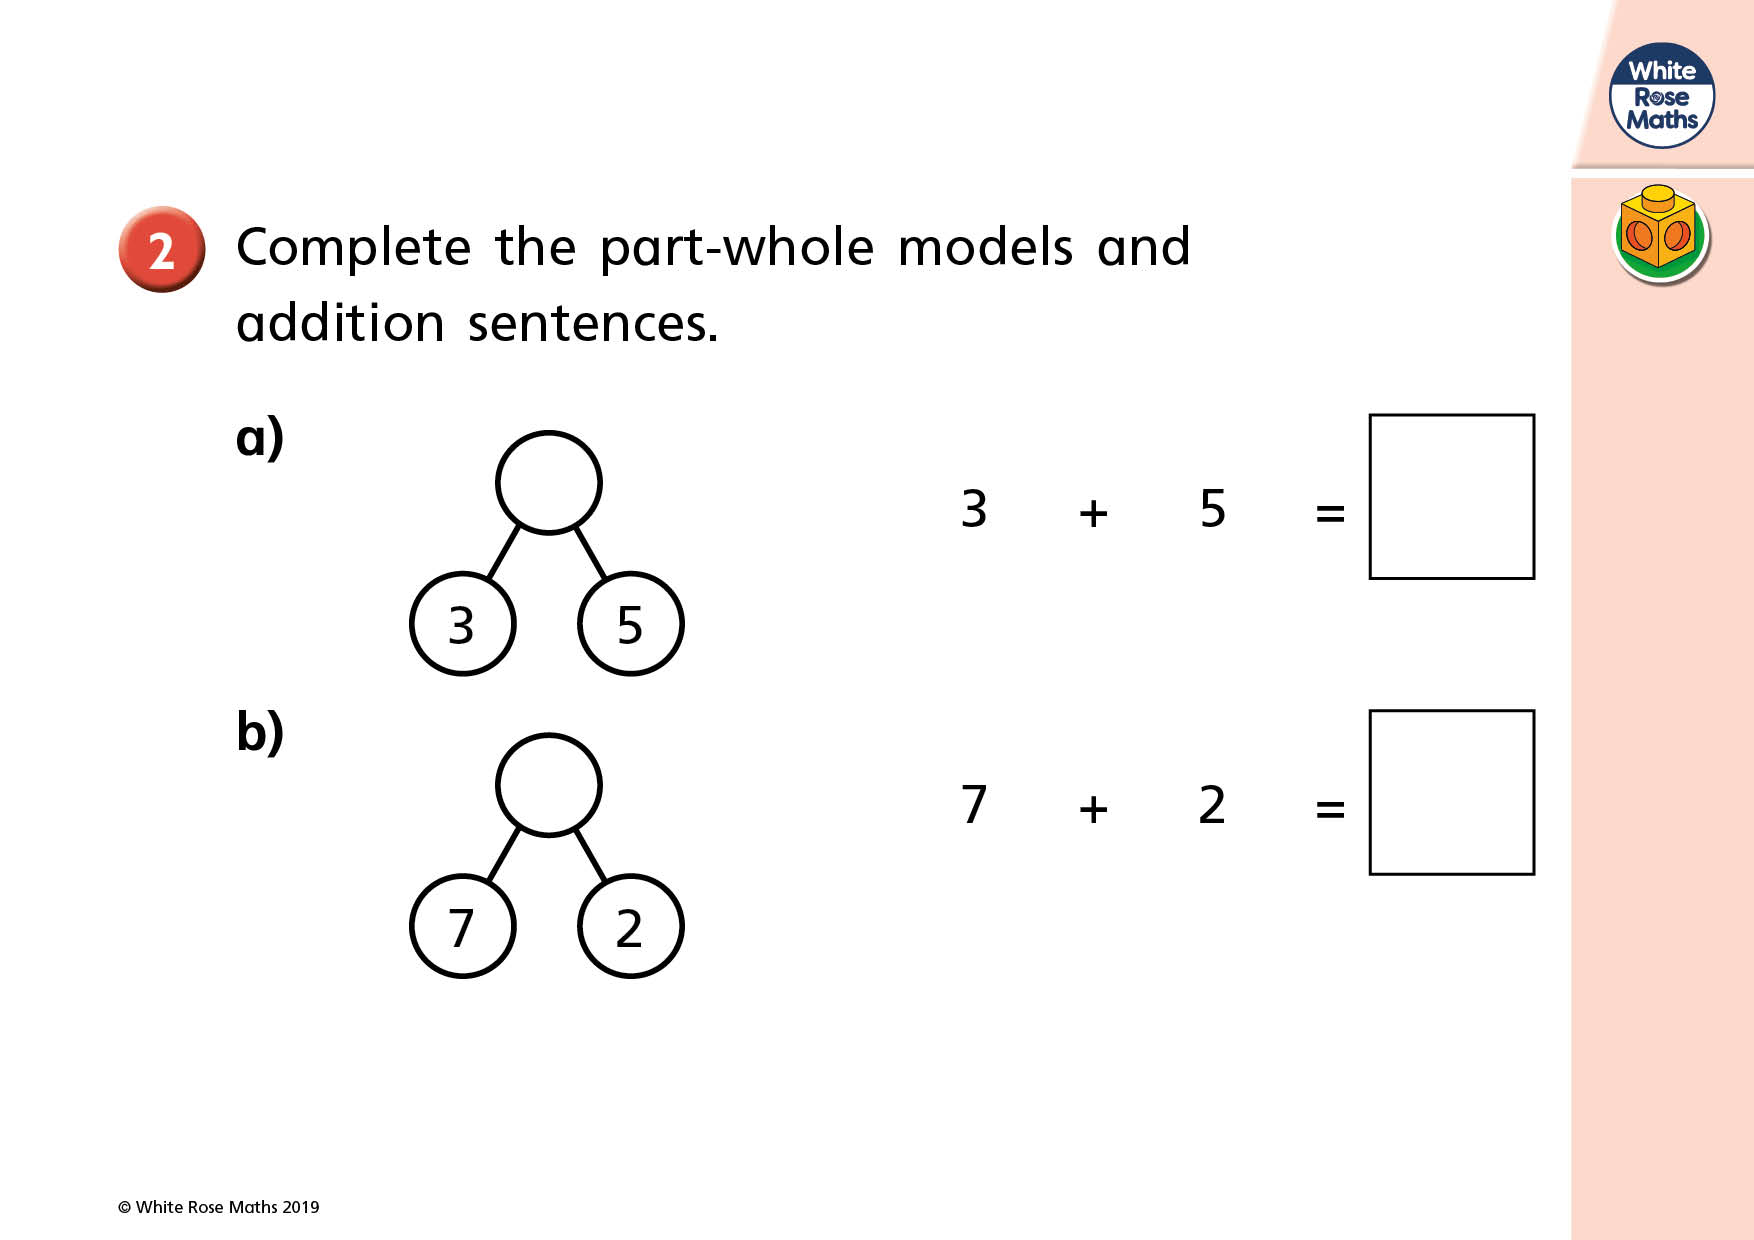 White
Rose
Maths
2 Complete the part-whole models and
addition sentences.
a)
3 5
3 + 5 =
b)
7 2
7 + 2 =
© White Rose Maths 2019